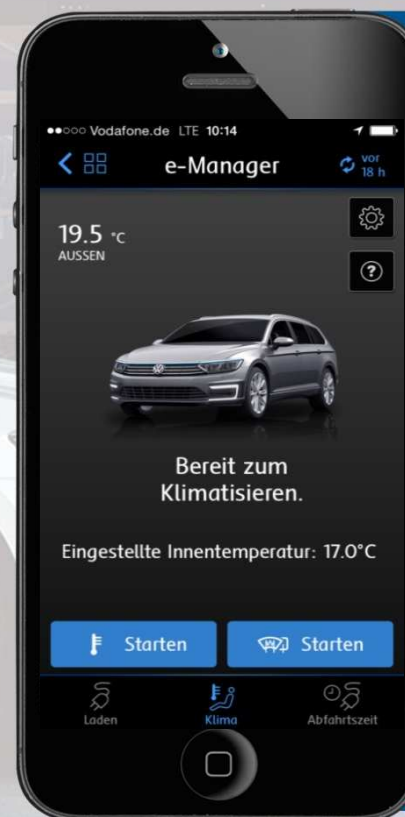 Vodafone.de LTE 10:14
e-Manager
vor
18 h
19.5 °C
AUSSEN
?
Bereit zum
Klimatisieren.
Eingestellte Innentemperatur: 17.0°C
Starten
Starten
Laden
Klima
Abfahrtszeit